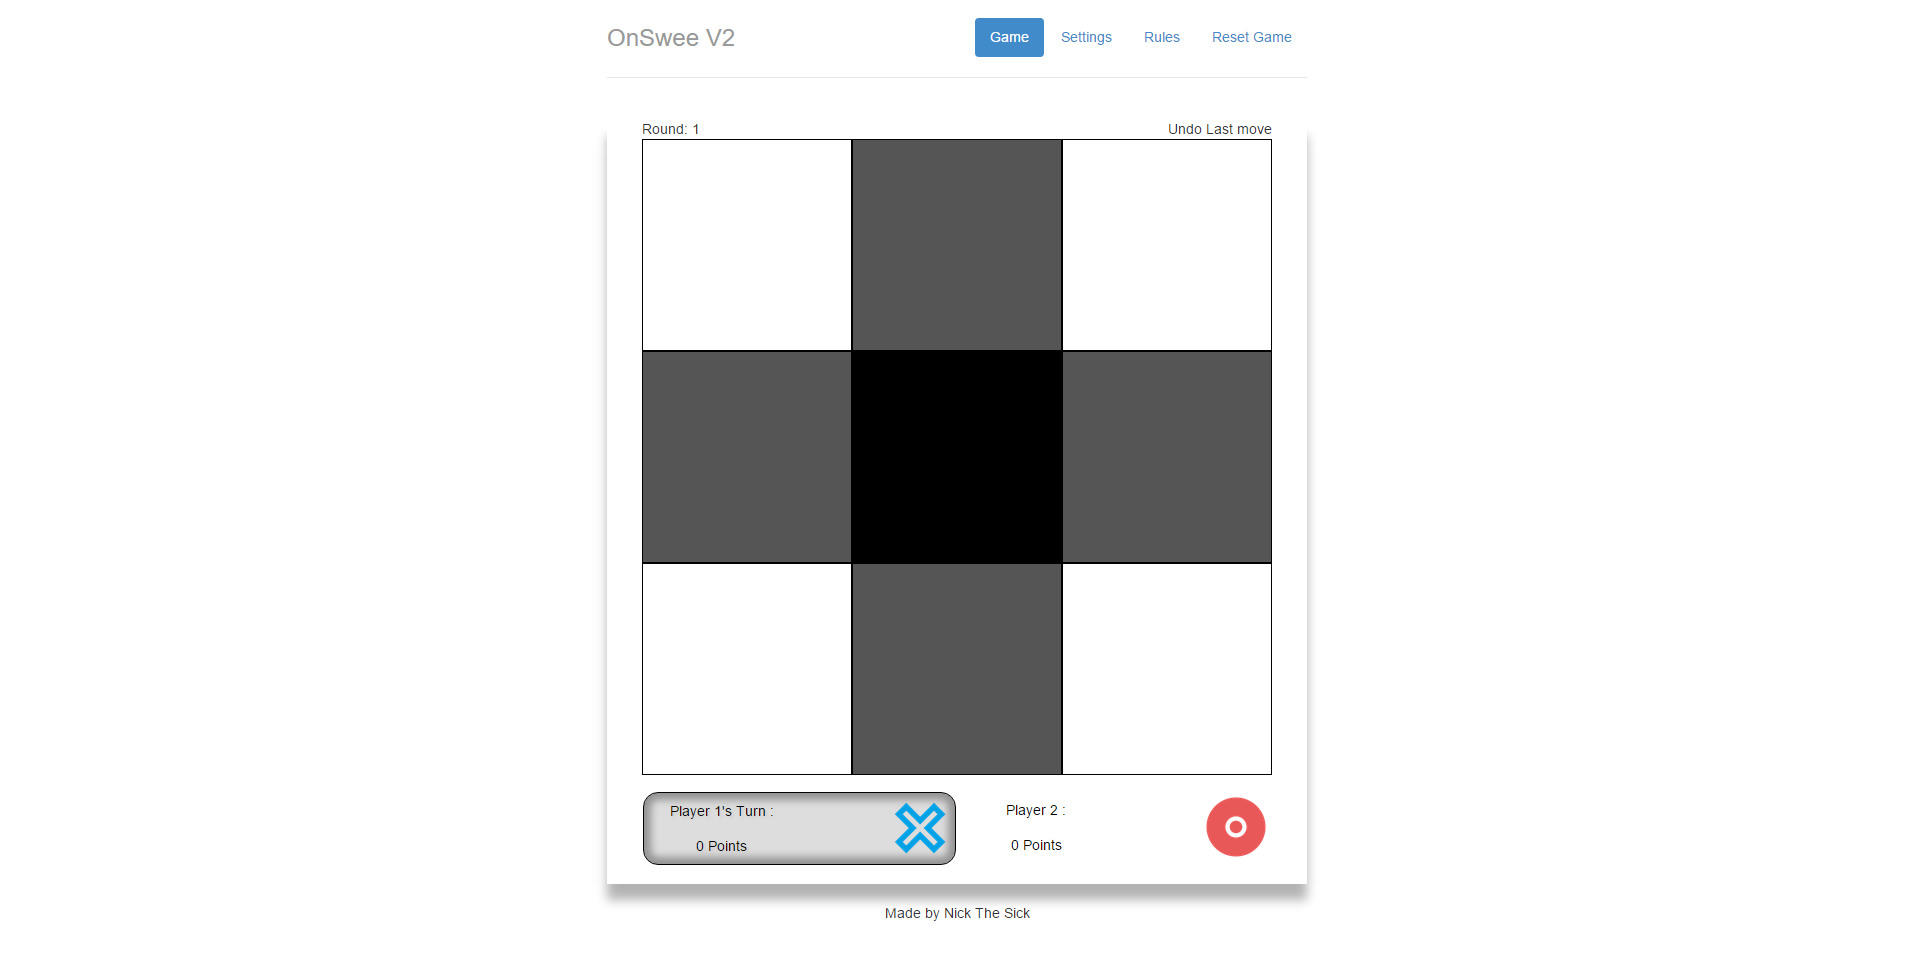 OnSwee V2
Game Settings Rules Reset Game
Round: 1
Undo Last move
Player 1's Turn :
0 Points
Player 2 :
0 Points
Made by Nick The Sick